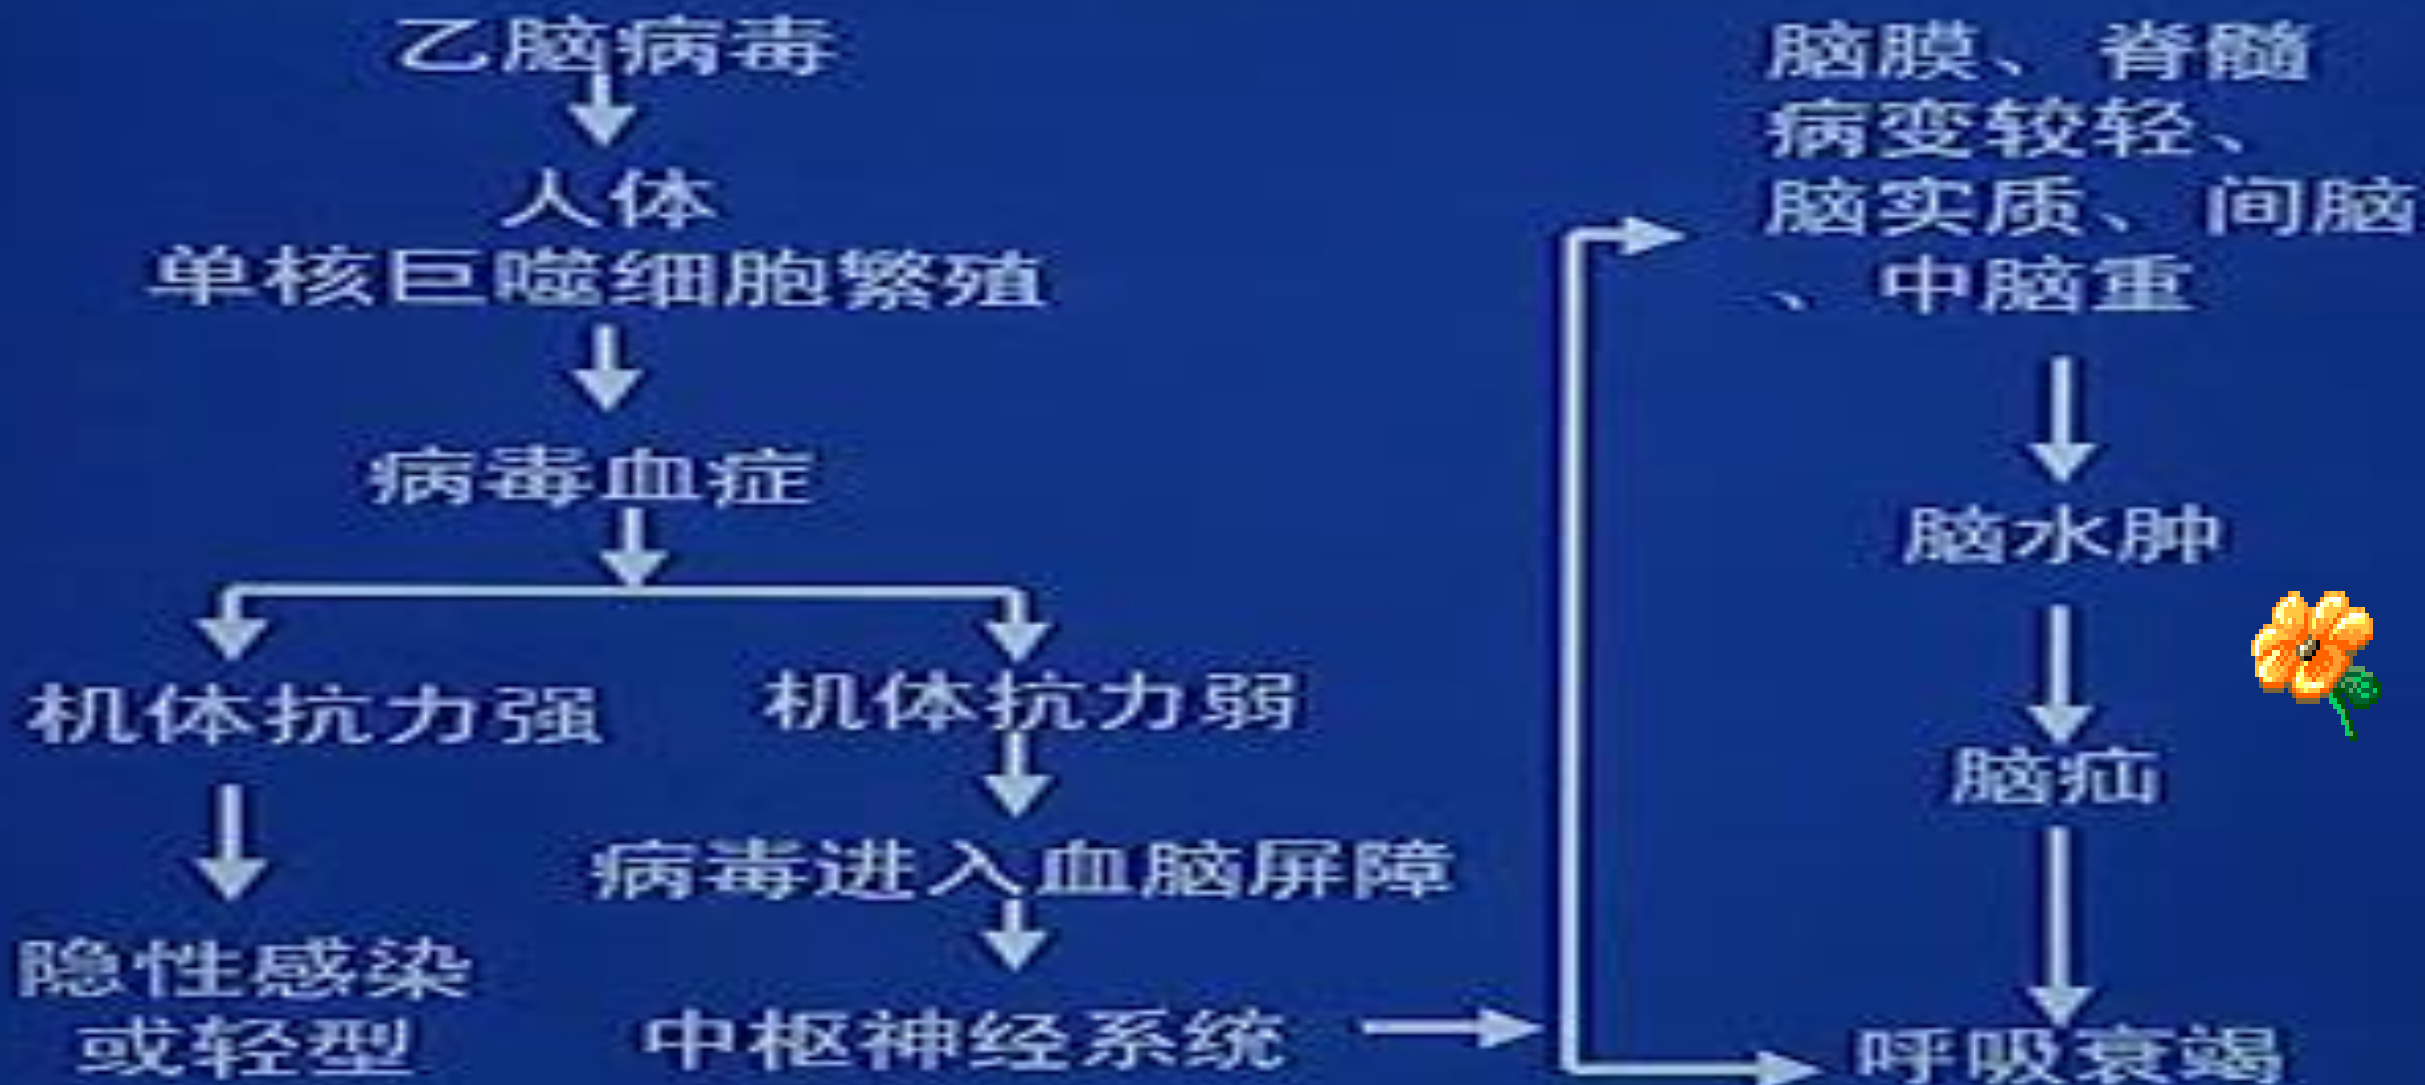 乙脑病毒
人体
单核巨噬细胞繁殖
病毒血症
机体抗力强
机体抗力弱
病毒进入血脑屏障
隐性感染
或轻型
中枢神经系统
脑膜、脊髓
病变较轻、
脑实质、间脑
、中脑重
脑水肿
脑疝
呼吸衰竭